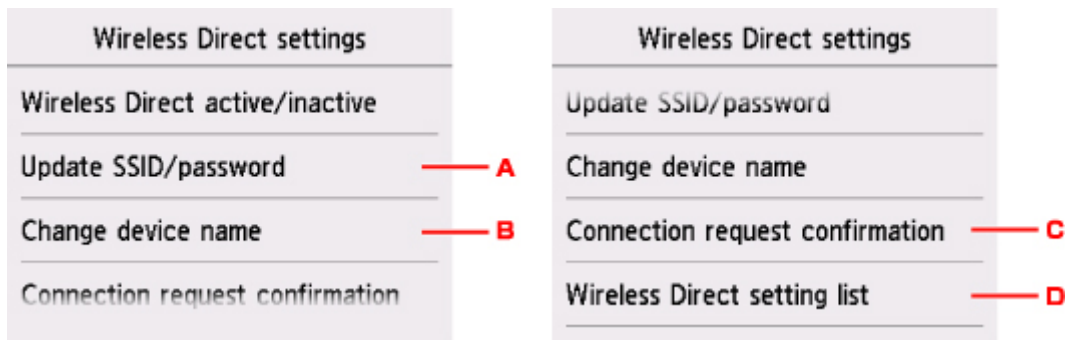 Wireless Direct settings
Wireless Direct active/inactive
Update SSID/password
A
Change device name
B
Connection request confirmation
Wireless Direct settings
Update SSID/password
Change device name
Connection request confirmation
C
Wireless Direct setting list
D